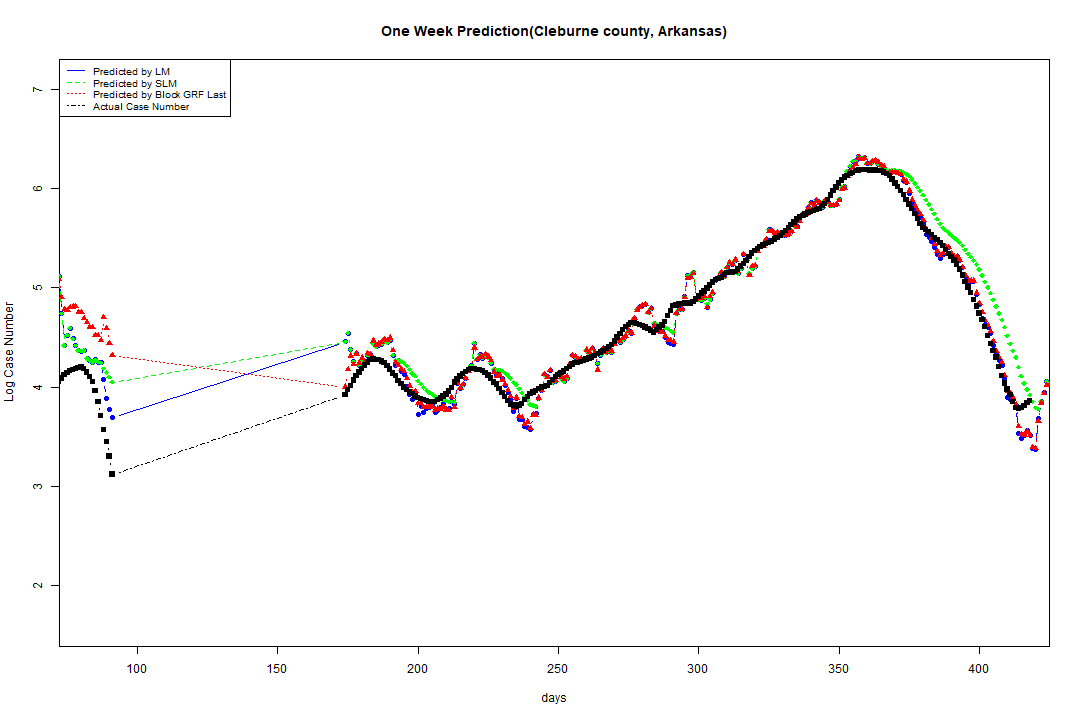 One Week Prediction(Cleburne county, Arkansas)
Predicted by LM
Predicted by SLM
Predicted by Block GRF Last
Actual Case Number
7
6
5
4
3
2
Log Case Number
100 150 200 250 300 350 400
days